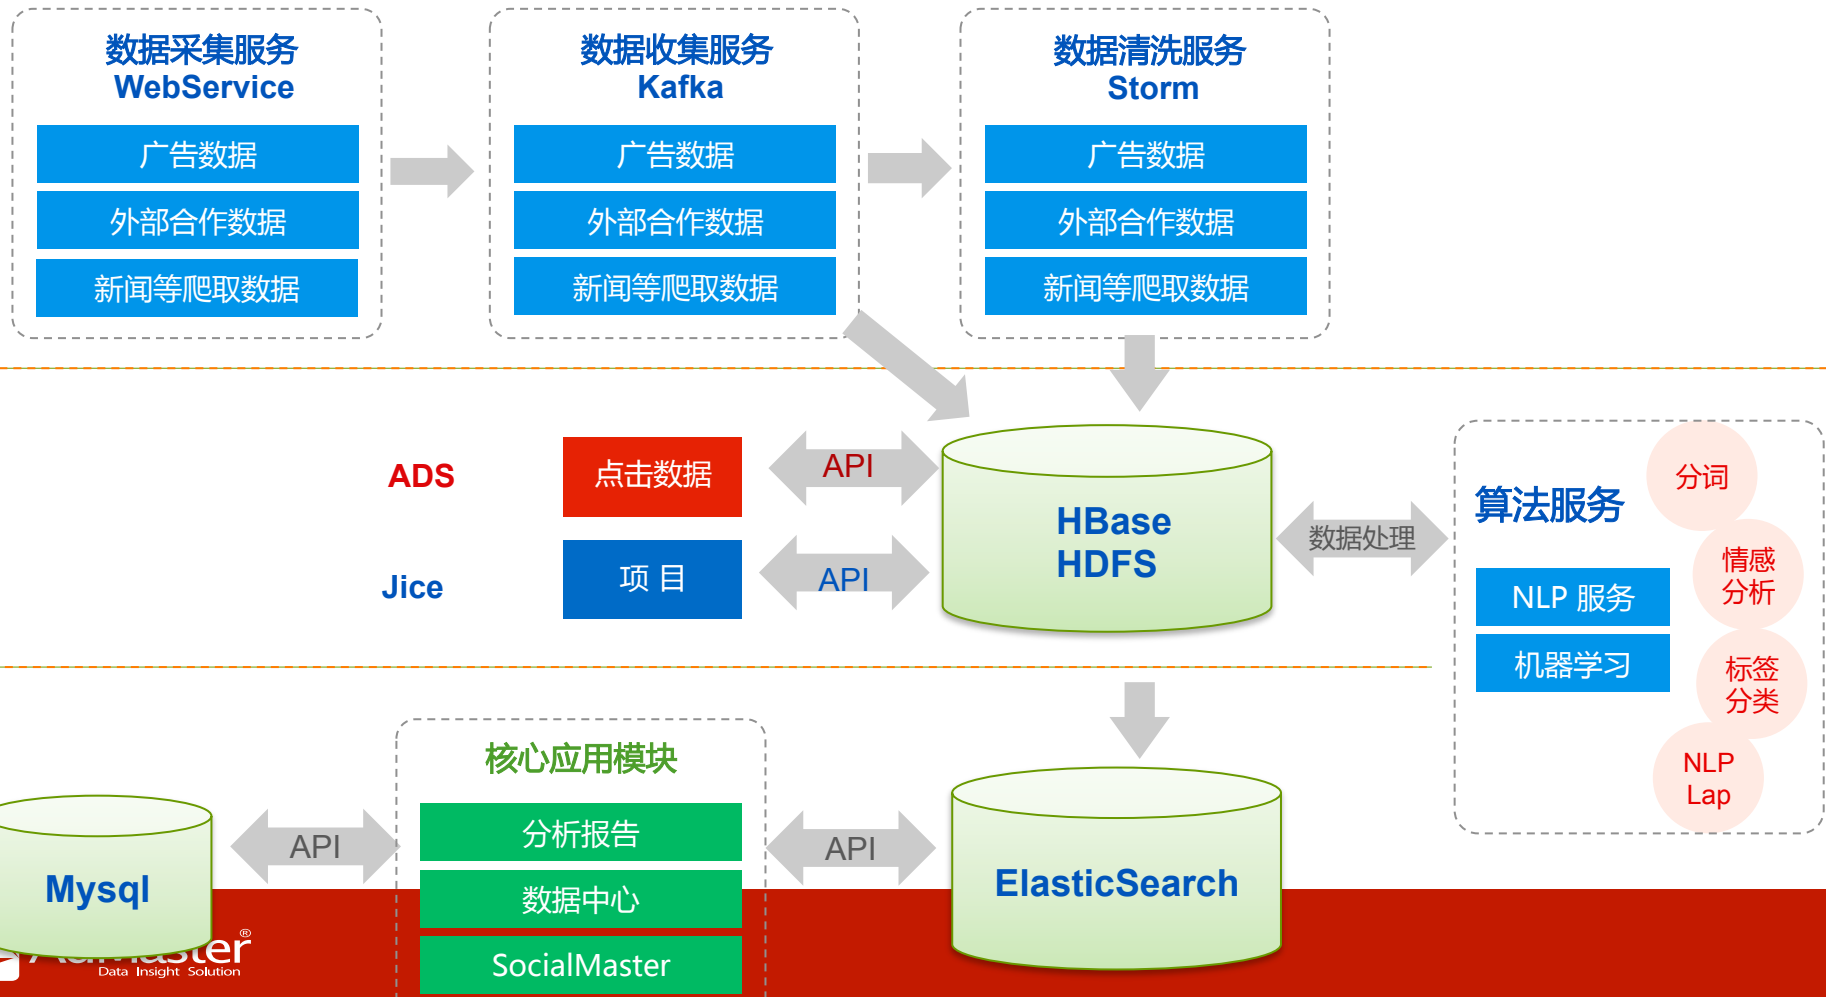 数据采集服务
WebService
广告数据
外部合作数据
新闻等爬取数据
数据收集服务
Kafka
广告数据
外部合作数据
新闻等爬取数据
数据清洗服务
Storm
广告数据
外部合作数据
新闻等爬取数据
ADS
点击数据
API
Jice
项 目
API
HBase
HDFS
数据处理
算法服务
NLP 服务
机器学习
分词
情感
分析
标签
分类
NLP
Lap
Mysql
API
核心应用模块
分析报告
数据中心
SocialMaster
API
ElasticSearch
Data Insight Solution